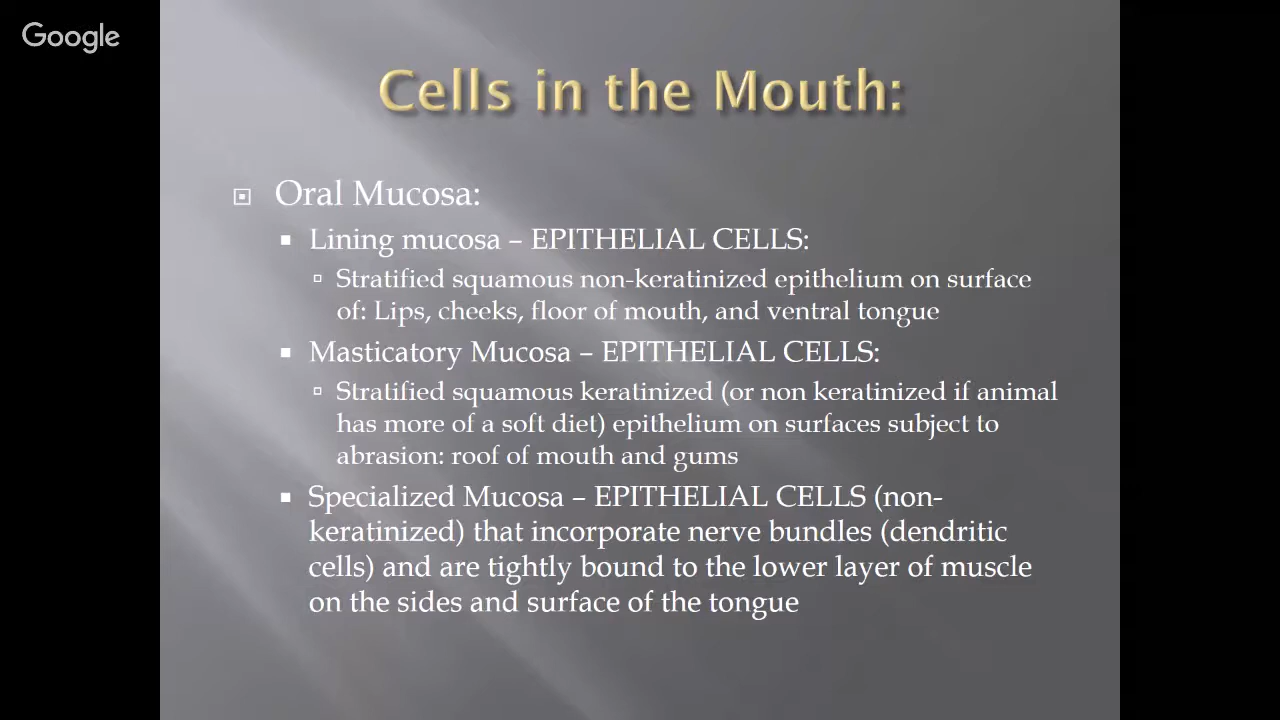 Google
Cells in the Mouth:
Oral Mucosa:
Lining mucosa – EPITHELIAL CELLS:
Stratified squamous non-keratinized epithelium on surface
of: Lips, cheeks, floor of mouth, and ventral tongue
Masticatory Mucosa – EPITHELIAL CELLS:
Stratified squamous keratinized (or non keratinized if animal
has more of a soft diet) epithelium on surfaces subject to
abrasion: roof of mouth and gums
Specialized Mucosa – EPITHELIAL CELLS (non-
keratinized) that incorporate nerve bundles (dendritic
cells) and are tightly bound to the lower layer of muscle
on the sides and surface of the tongue